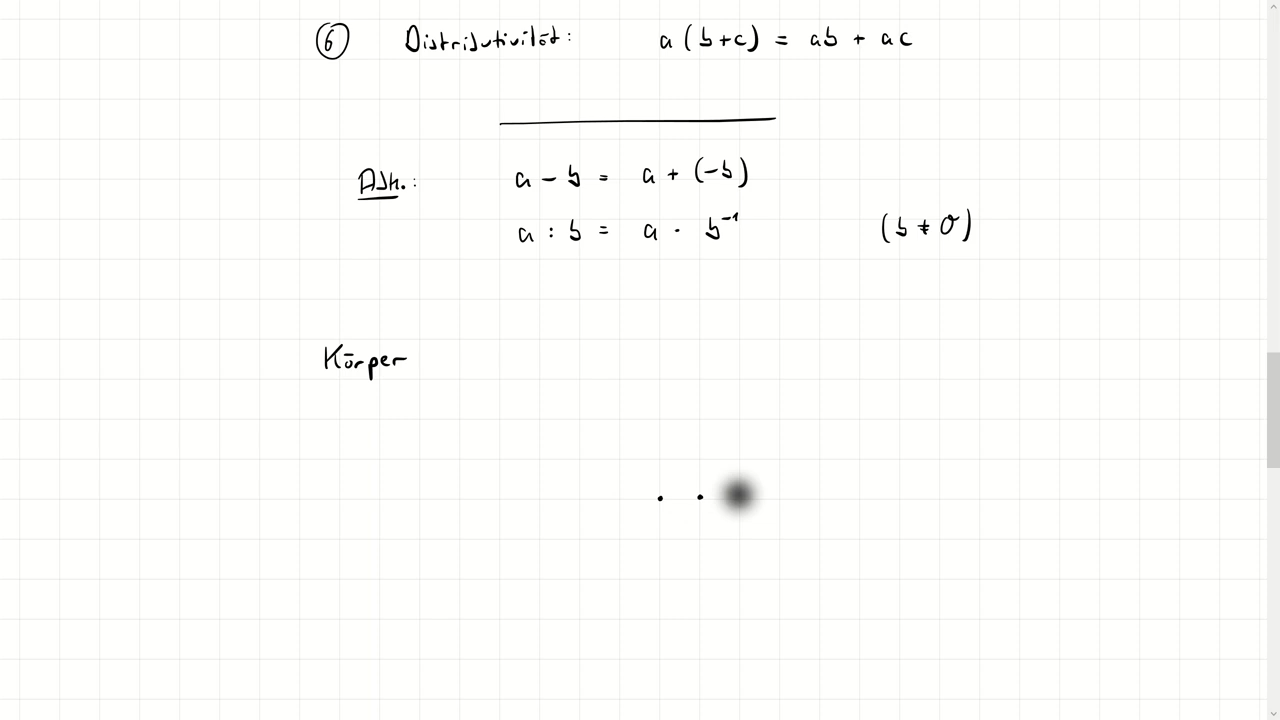 ⑥ Distributivität: a (b+c) = ab + ac
Abk.: a - b = a + (-b)
a : b = a · b⁻¹ (b ≠ 0)
Körper